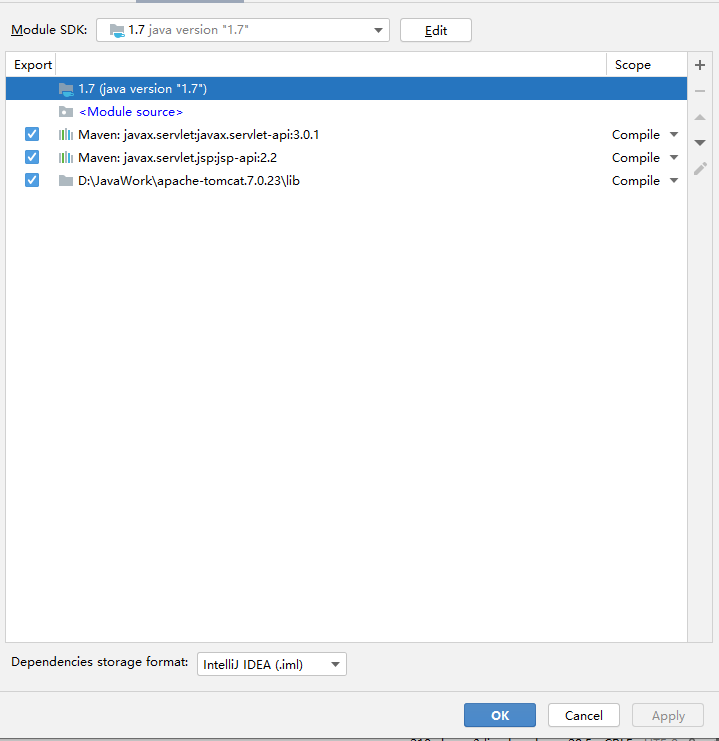 Module SDK: 1.7 java version "1.7" Edit
Export Scope
1.7 (java version "1.7")
<Module source>
Maven: javax.servlet:javax.servlet-api:3.0.1 Compile
Maven: javax.servlet.jsp:jsp-api:2.2 Compile
D:\JavaWork\apache-tomcat.7.0.23\lib Compile
Dependencies storage format: IntelliJ IDEA (.iml)
OK Cancel Apply